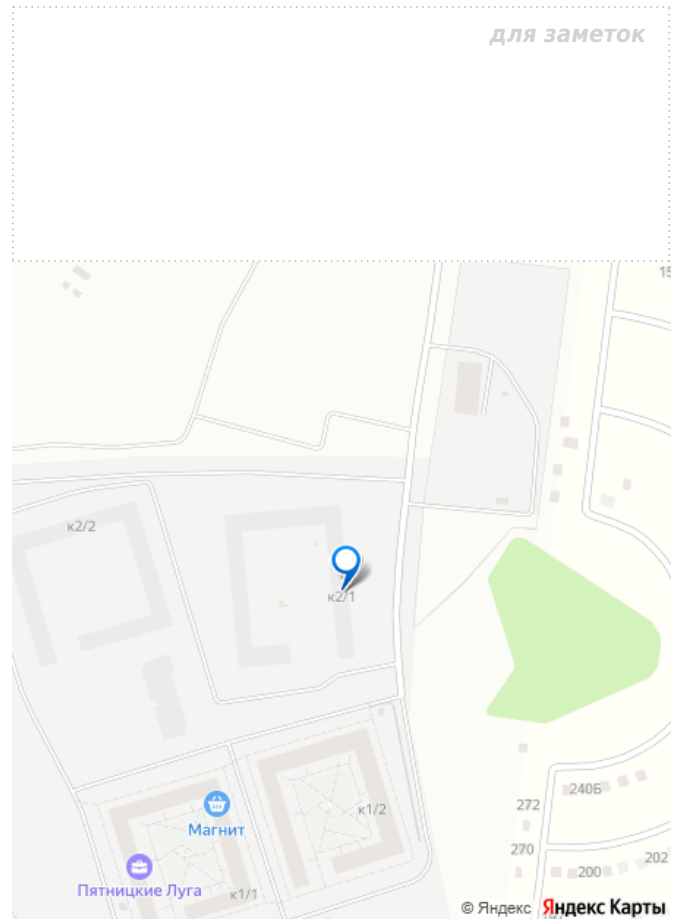 для заметок
к2/2
к2/1
к1/2
272
240Б
Магнит
270
202
200
Пятницкие Луга
к1/1
© Яндекс Яндекс Карты